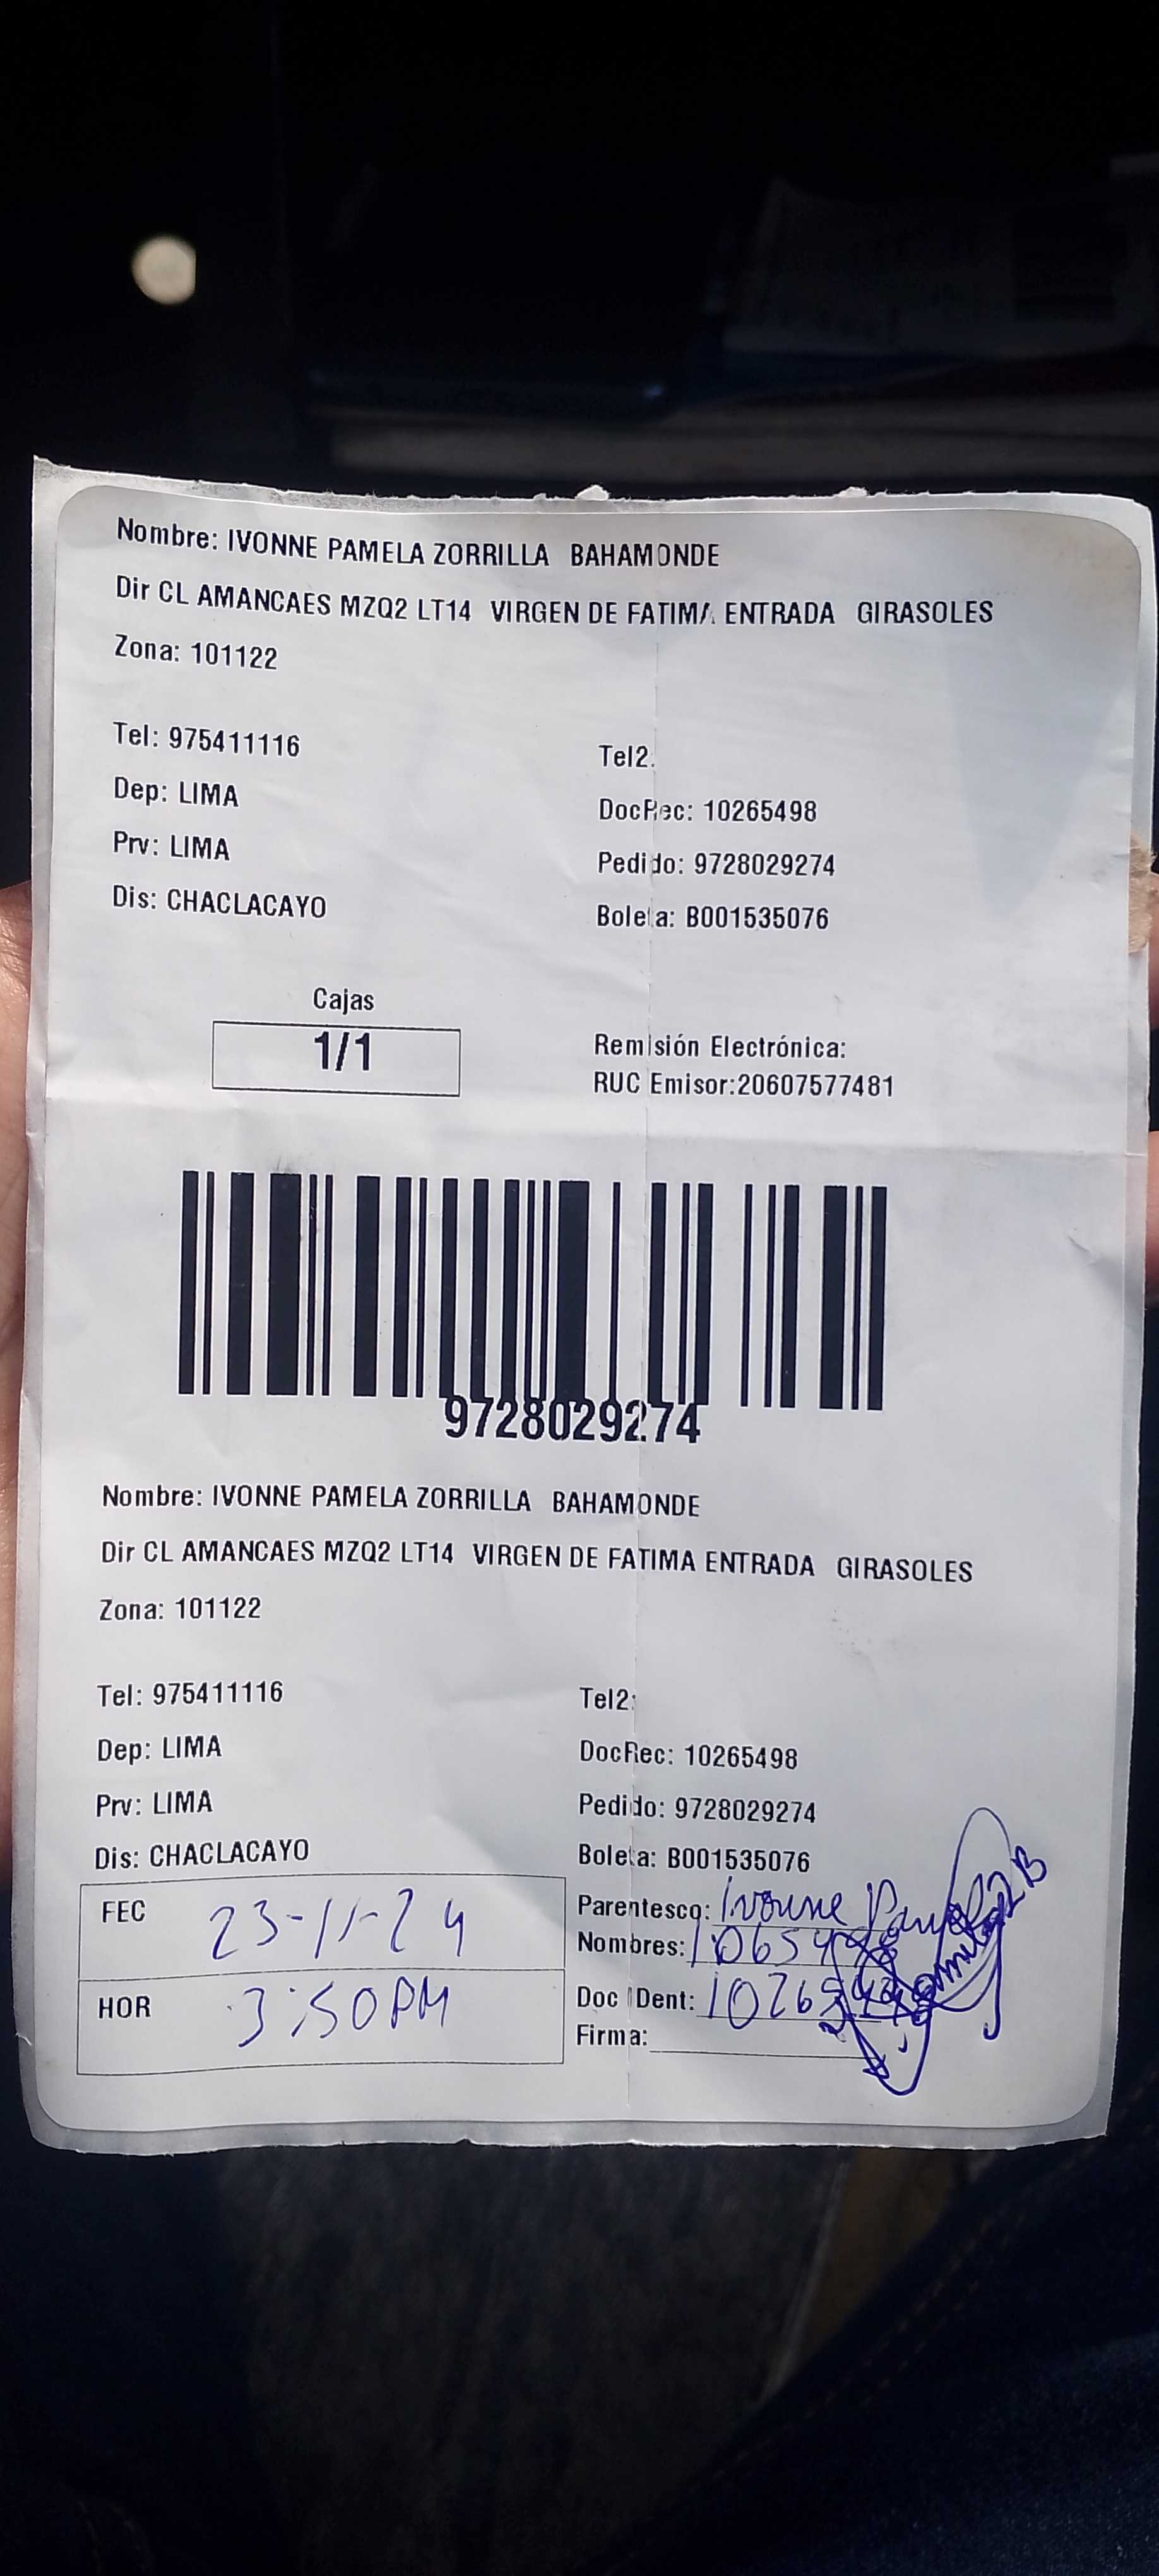 Nombre: IVONNE PAMELA ZORRILLA BAHAMONDE
Dir CL AMANCAES MZQ2 LT14 VIRGEN DE FATIMA ENTRADA GIRASOLES
Zona: 101122
Tel: 975411116 Tel2:
Dep: LIMA DocRec: 10265498
Prv: LIMA Pedido: 9728029274
Dis: CHACLACAYO Boleta: B001535076
Cajas
1/1
Remisión Electrónica:
RUC Emisor:20607577481
9728029274
Nombre: IVONNE PAMELA ZORRILLA BAHAMONDE
Dir CL AMANCAES MZQ2 LT14 VIRGEN DE FATIMA ENTRADA GIRASOLES
Zona: 101122
Tel: 975411116 Tel2:
Dep: LIMA DocRec: 10265498
Prv: LIMA Pedido: 9728029274
Dis: CHACLACAYO Boleta: B001535076
FEC 23-11-24
HOR 3:50PM
Parentesco: Ivonne
Nombres:
Doc IDent:
Firma: